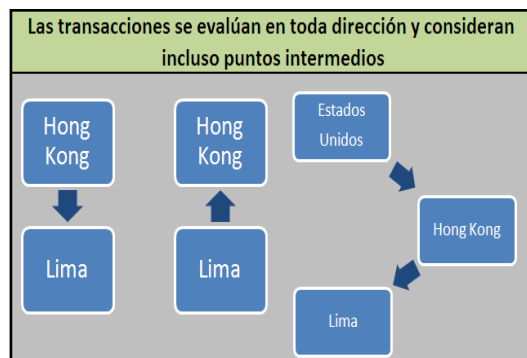 Las transacciones se evalúan en toda dirección y consideran
incluso puntos intermedios
Hong
Kong
Lima
Hong
Kong
Lima
Estados
Unidos
Hong Kong
Lima